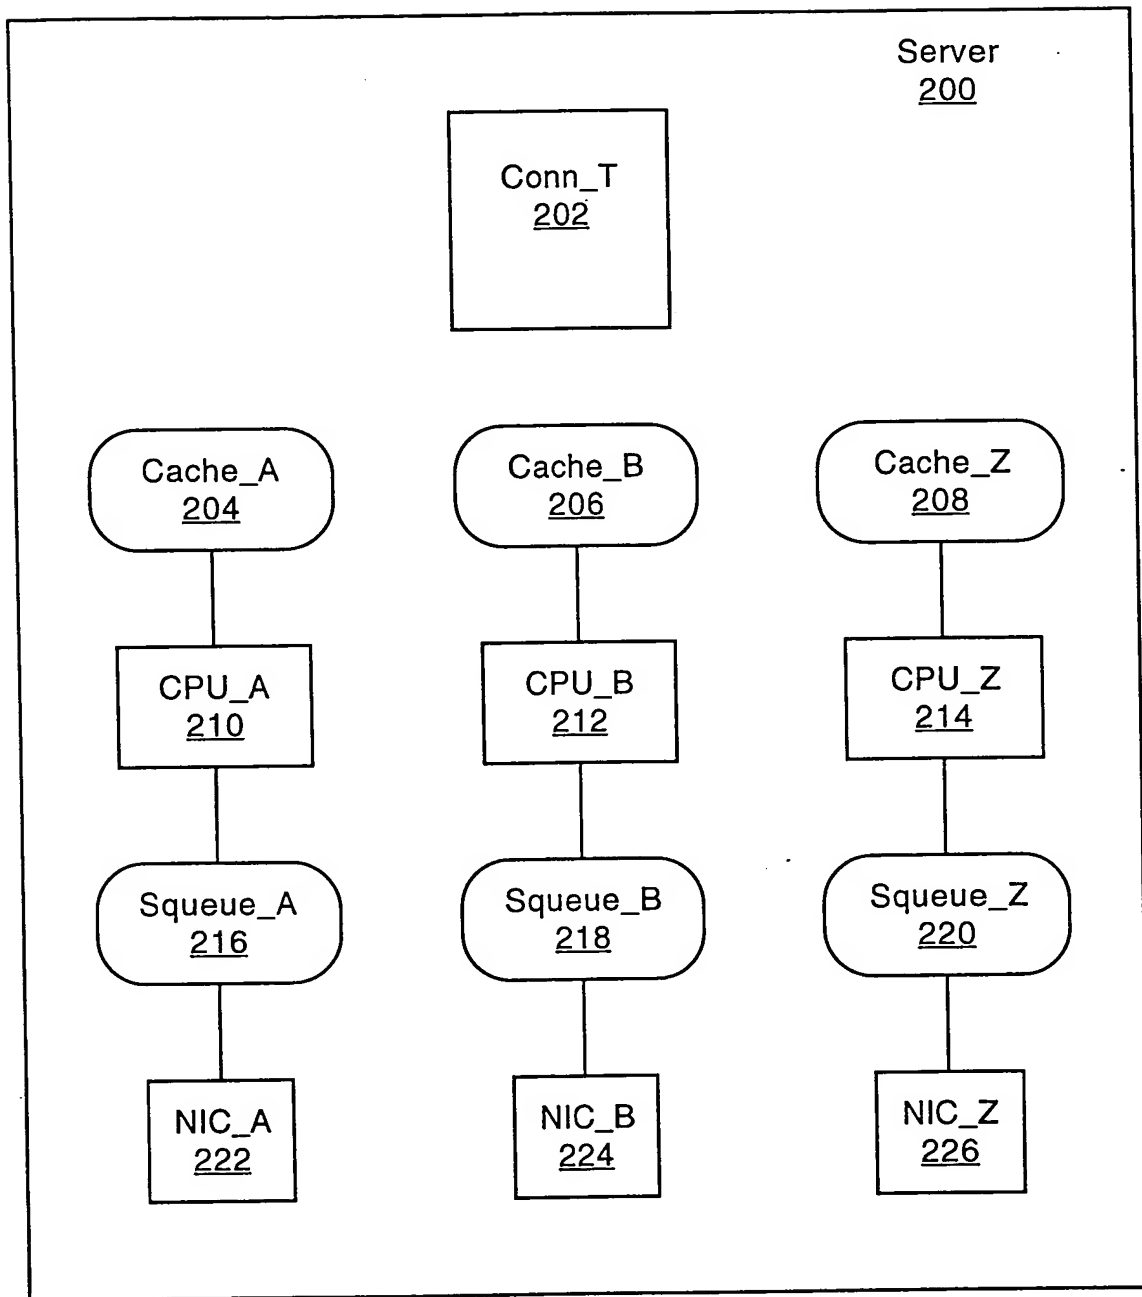 Server
200
Conn_T
202
Cache_A
204
Cache_B
206
Cache_Z
208
CPU_A
210
CPU_B
212
CPU_Z
214
Squeue_A
216
Squeue_B
218
Squeue_Z
220
NIC_A
222
NIC_B
224
NIC_Z
226